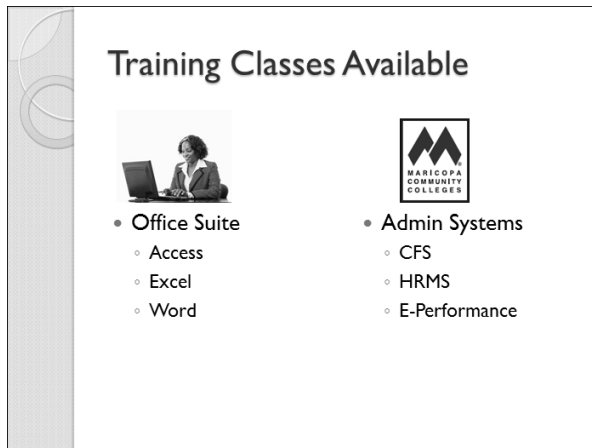 Training Classes Available
MARICOPA
COMMUNITY
COLLEGES
• Office Suite
◦ Access
◦ Excel
◦ Word
• Admin Systems
◦ CFS
◦ HRMS
◦ E-Performance